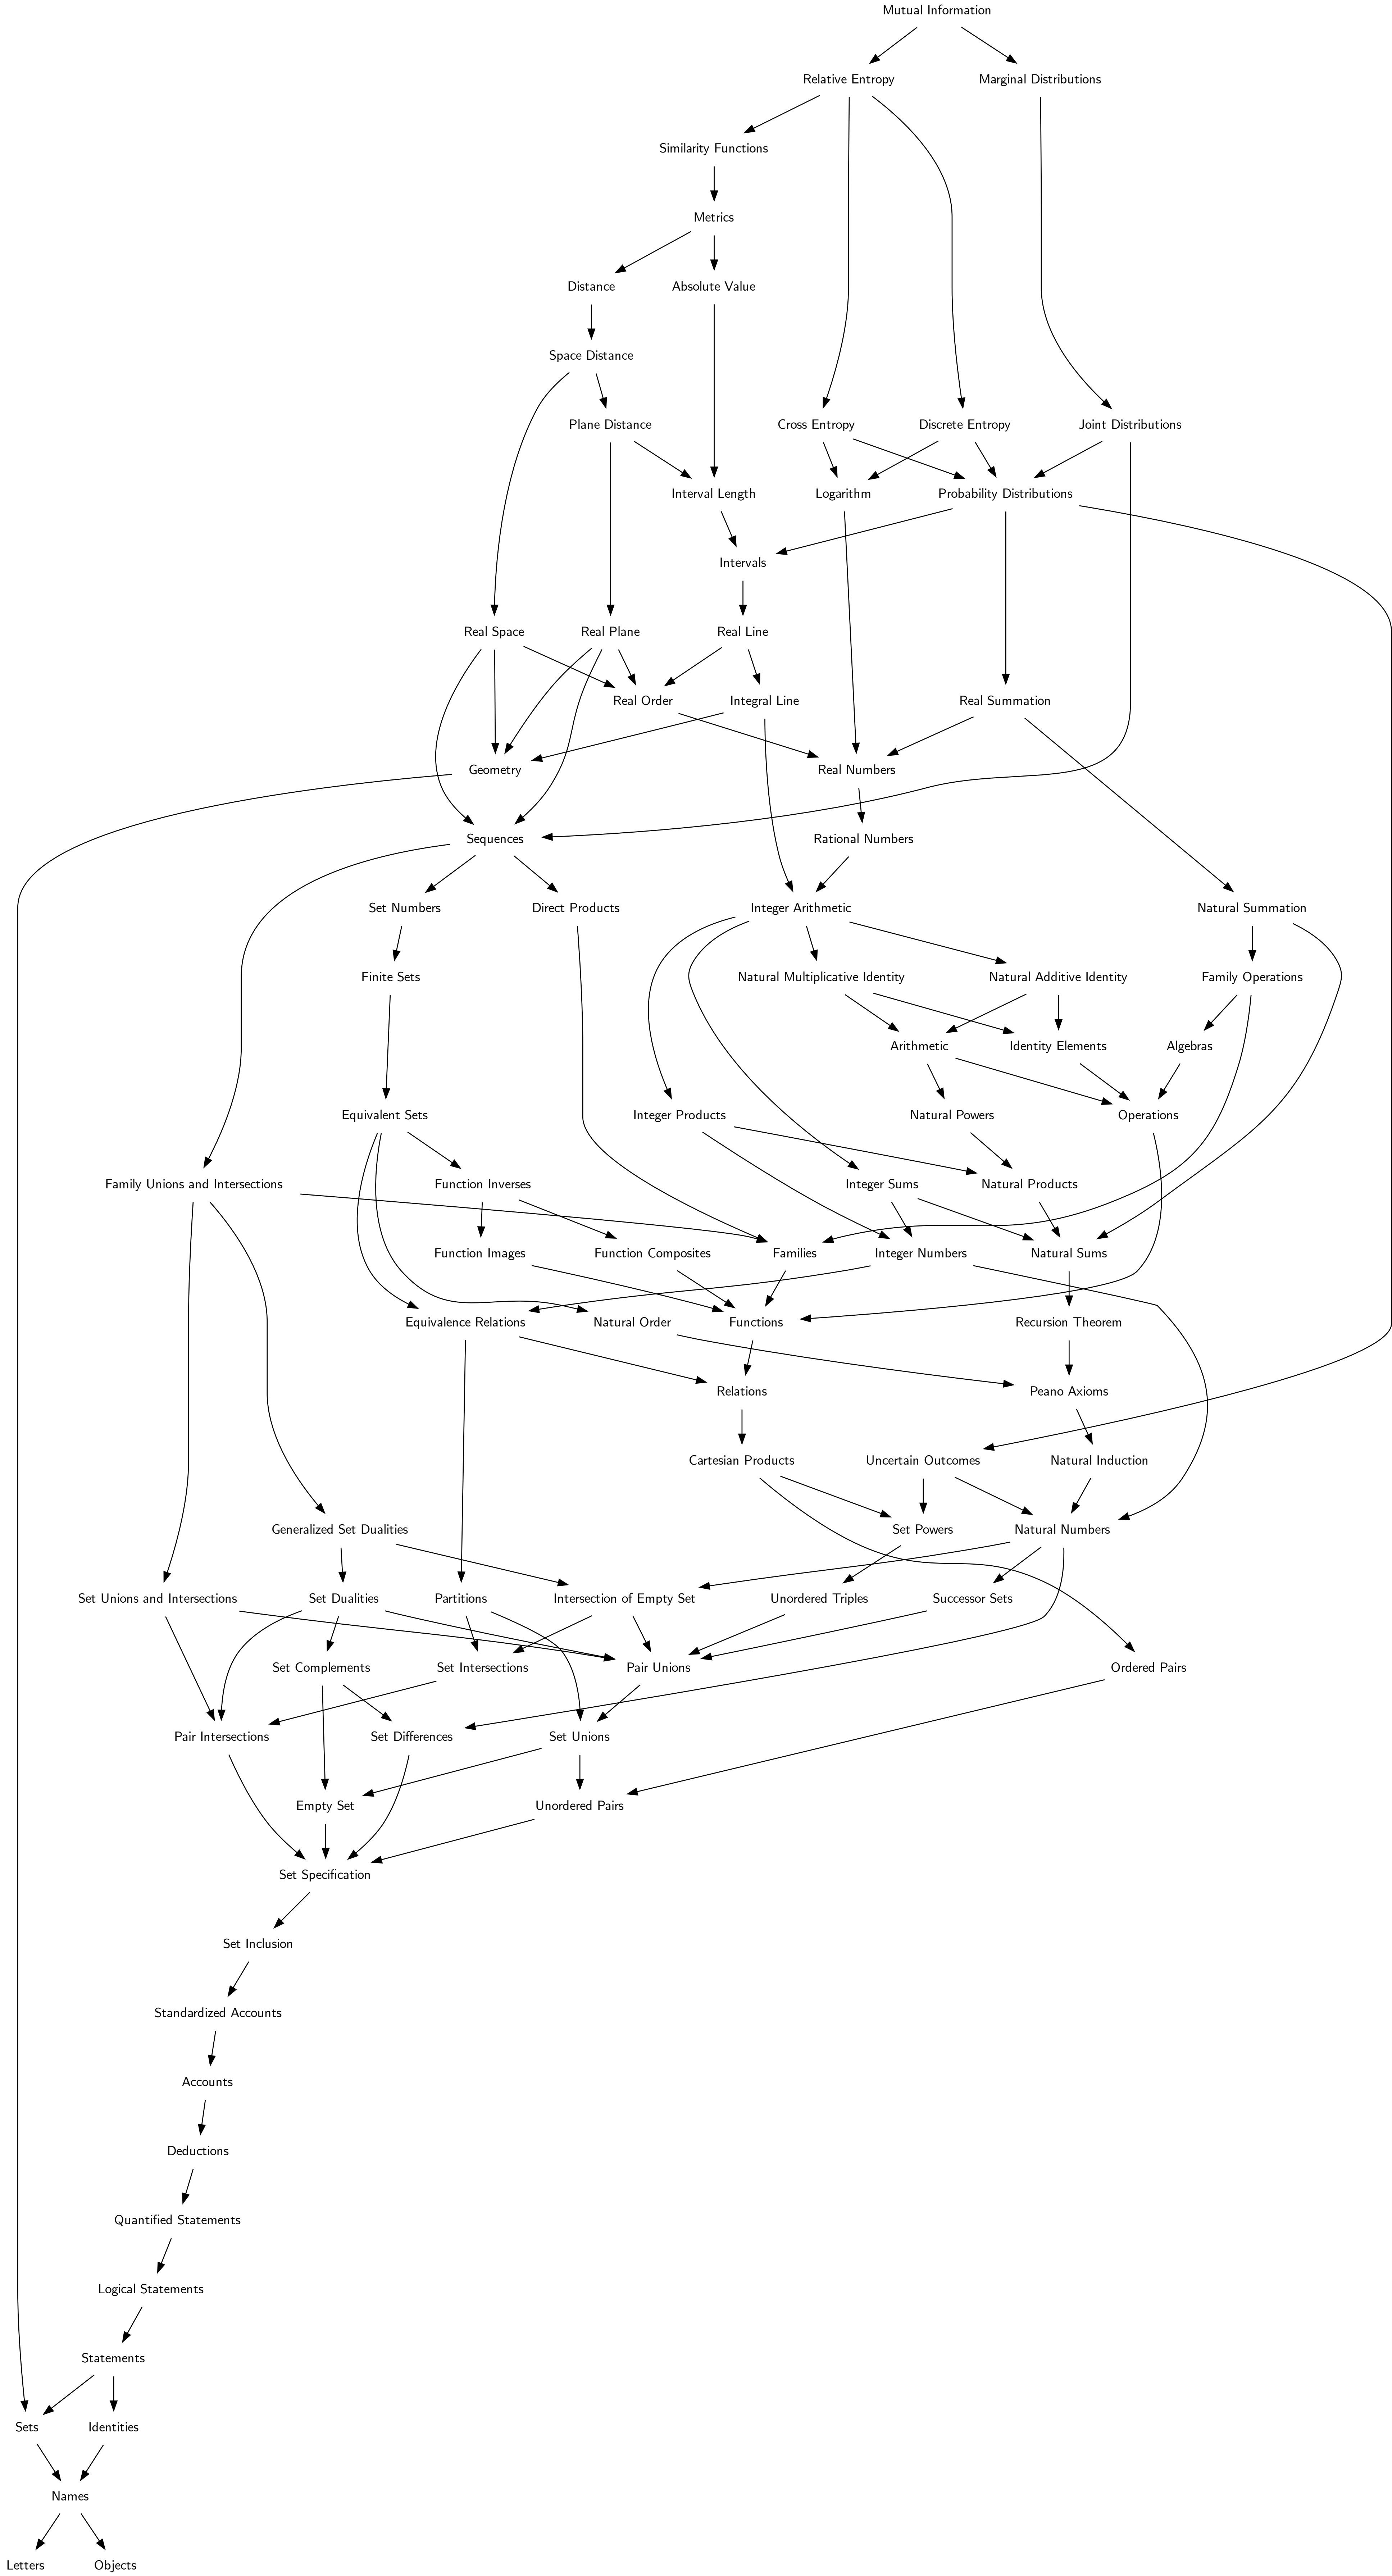 Mutual Information
Relative Entropy
Marginal Distributions
Similarity Functions
Metrics
Distance
Absolute Value
Space Distance
Plane Distance
Cross Entropy
Discrete Entropy
Joint Distributions
Interval Length
Logarithm
Probability Distributions
Intervals
Real Space
Real Plane
Real Line
Real Order
Integral Line
Real Summation
Geometry
Real Numbers
Sequences
Rational Numbers
Set Numbers
Direct Products
Integer Arithmetic
Natural Summation
Finite Sets
Natural Multiplicative Identity
Natural Additive Identity
Family Operations
Arithmetic
Identity Elements
Algebras
Equivalent Sets
Integer Products
Natural Powers
Operations
Family Unions and Intersections
Function Inverses
Integer Sums
Natural Products
Function Images
Function Composites
Families
Integer Numbers
Natural Sums
Equivalence Relations
Natural Order
Functions
Recursion Theorem
Relations
Peano Axioms
Cartesian Products
Uncertain Outcomes
Natural Induction
Generalized Set Dualities
Set Powers
Natural Numbers
Set Unions and Intersections
Set Dualities
Partitions
Intersection of Empty Set
Unordered Triples
Successor Sets
Set Complements
Set Intersections
Pair Unions
Ordered Pairs
Pair Intersections
Set Differences
Set Unions
Empty Set
Unordered Pairs
Set Specification
Set Inclusion
Standardized Accounts
Accounts
Deductions
Quantified Statements
Logical Statements
Statements
Sets
Identities
Names
Letters
Objects